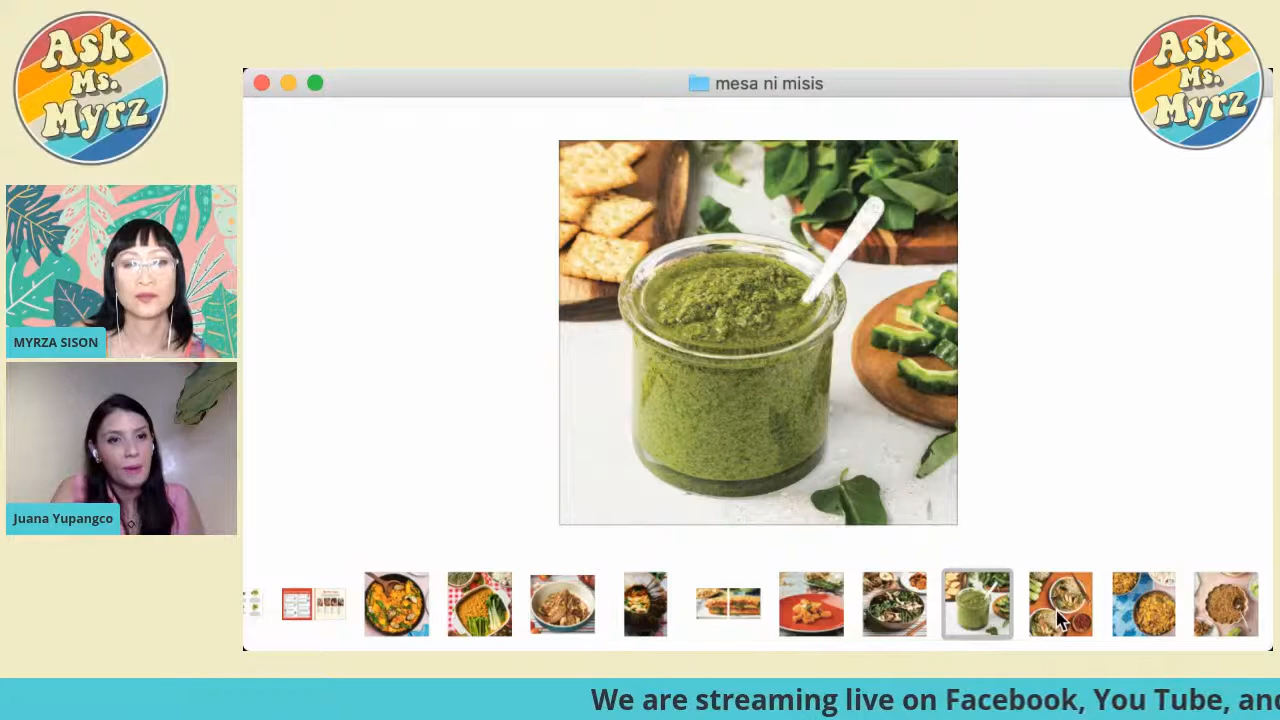 Ask
Ms.
Myrz
mesa ni misis
Ask
Ms.
Myrz
MYRZA SISON
Juana Yupangco
We are streaming live on Facebook, You Tube, and